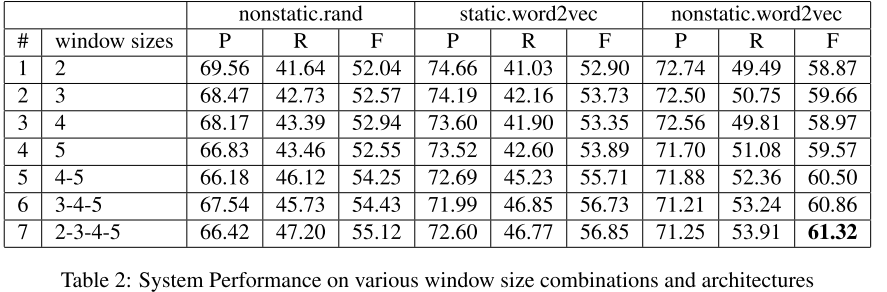 nonstatic.rand static.word2vec nonstatic.word2vec
# window sizes P R F P R F P R F
1 2 69.56 41.64 52.04 74.66 41.03 52.90 72.74 49.49 58.87
2 3 68.47 42.73 52.57 74.19 42.16 53.73 72.50 50.75 59.66
3 4 68.17 43.39 52.94 73.60 41.90 53.35 72.56 49.81 58.97
4 5 66.83 43.46 52.55 73.52 42.60 53.89 71.70 51.08 59.57
5 4-5 66.18 46.12 54.25 72.69 45.23 55.71 71.88 52.36 60.50
6 3-4-5 67.54 45.73 54.43 71.99 46.85 56.73 71.21 53.24 60.86
7 2-3-4-5 66.42 47.20 55.12 72.60 46.77 56.85 71.25 53.91 61.32
Table 2: System Performance on various window size combinations and architectures